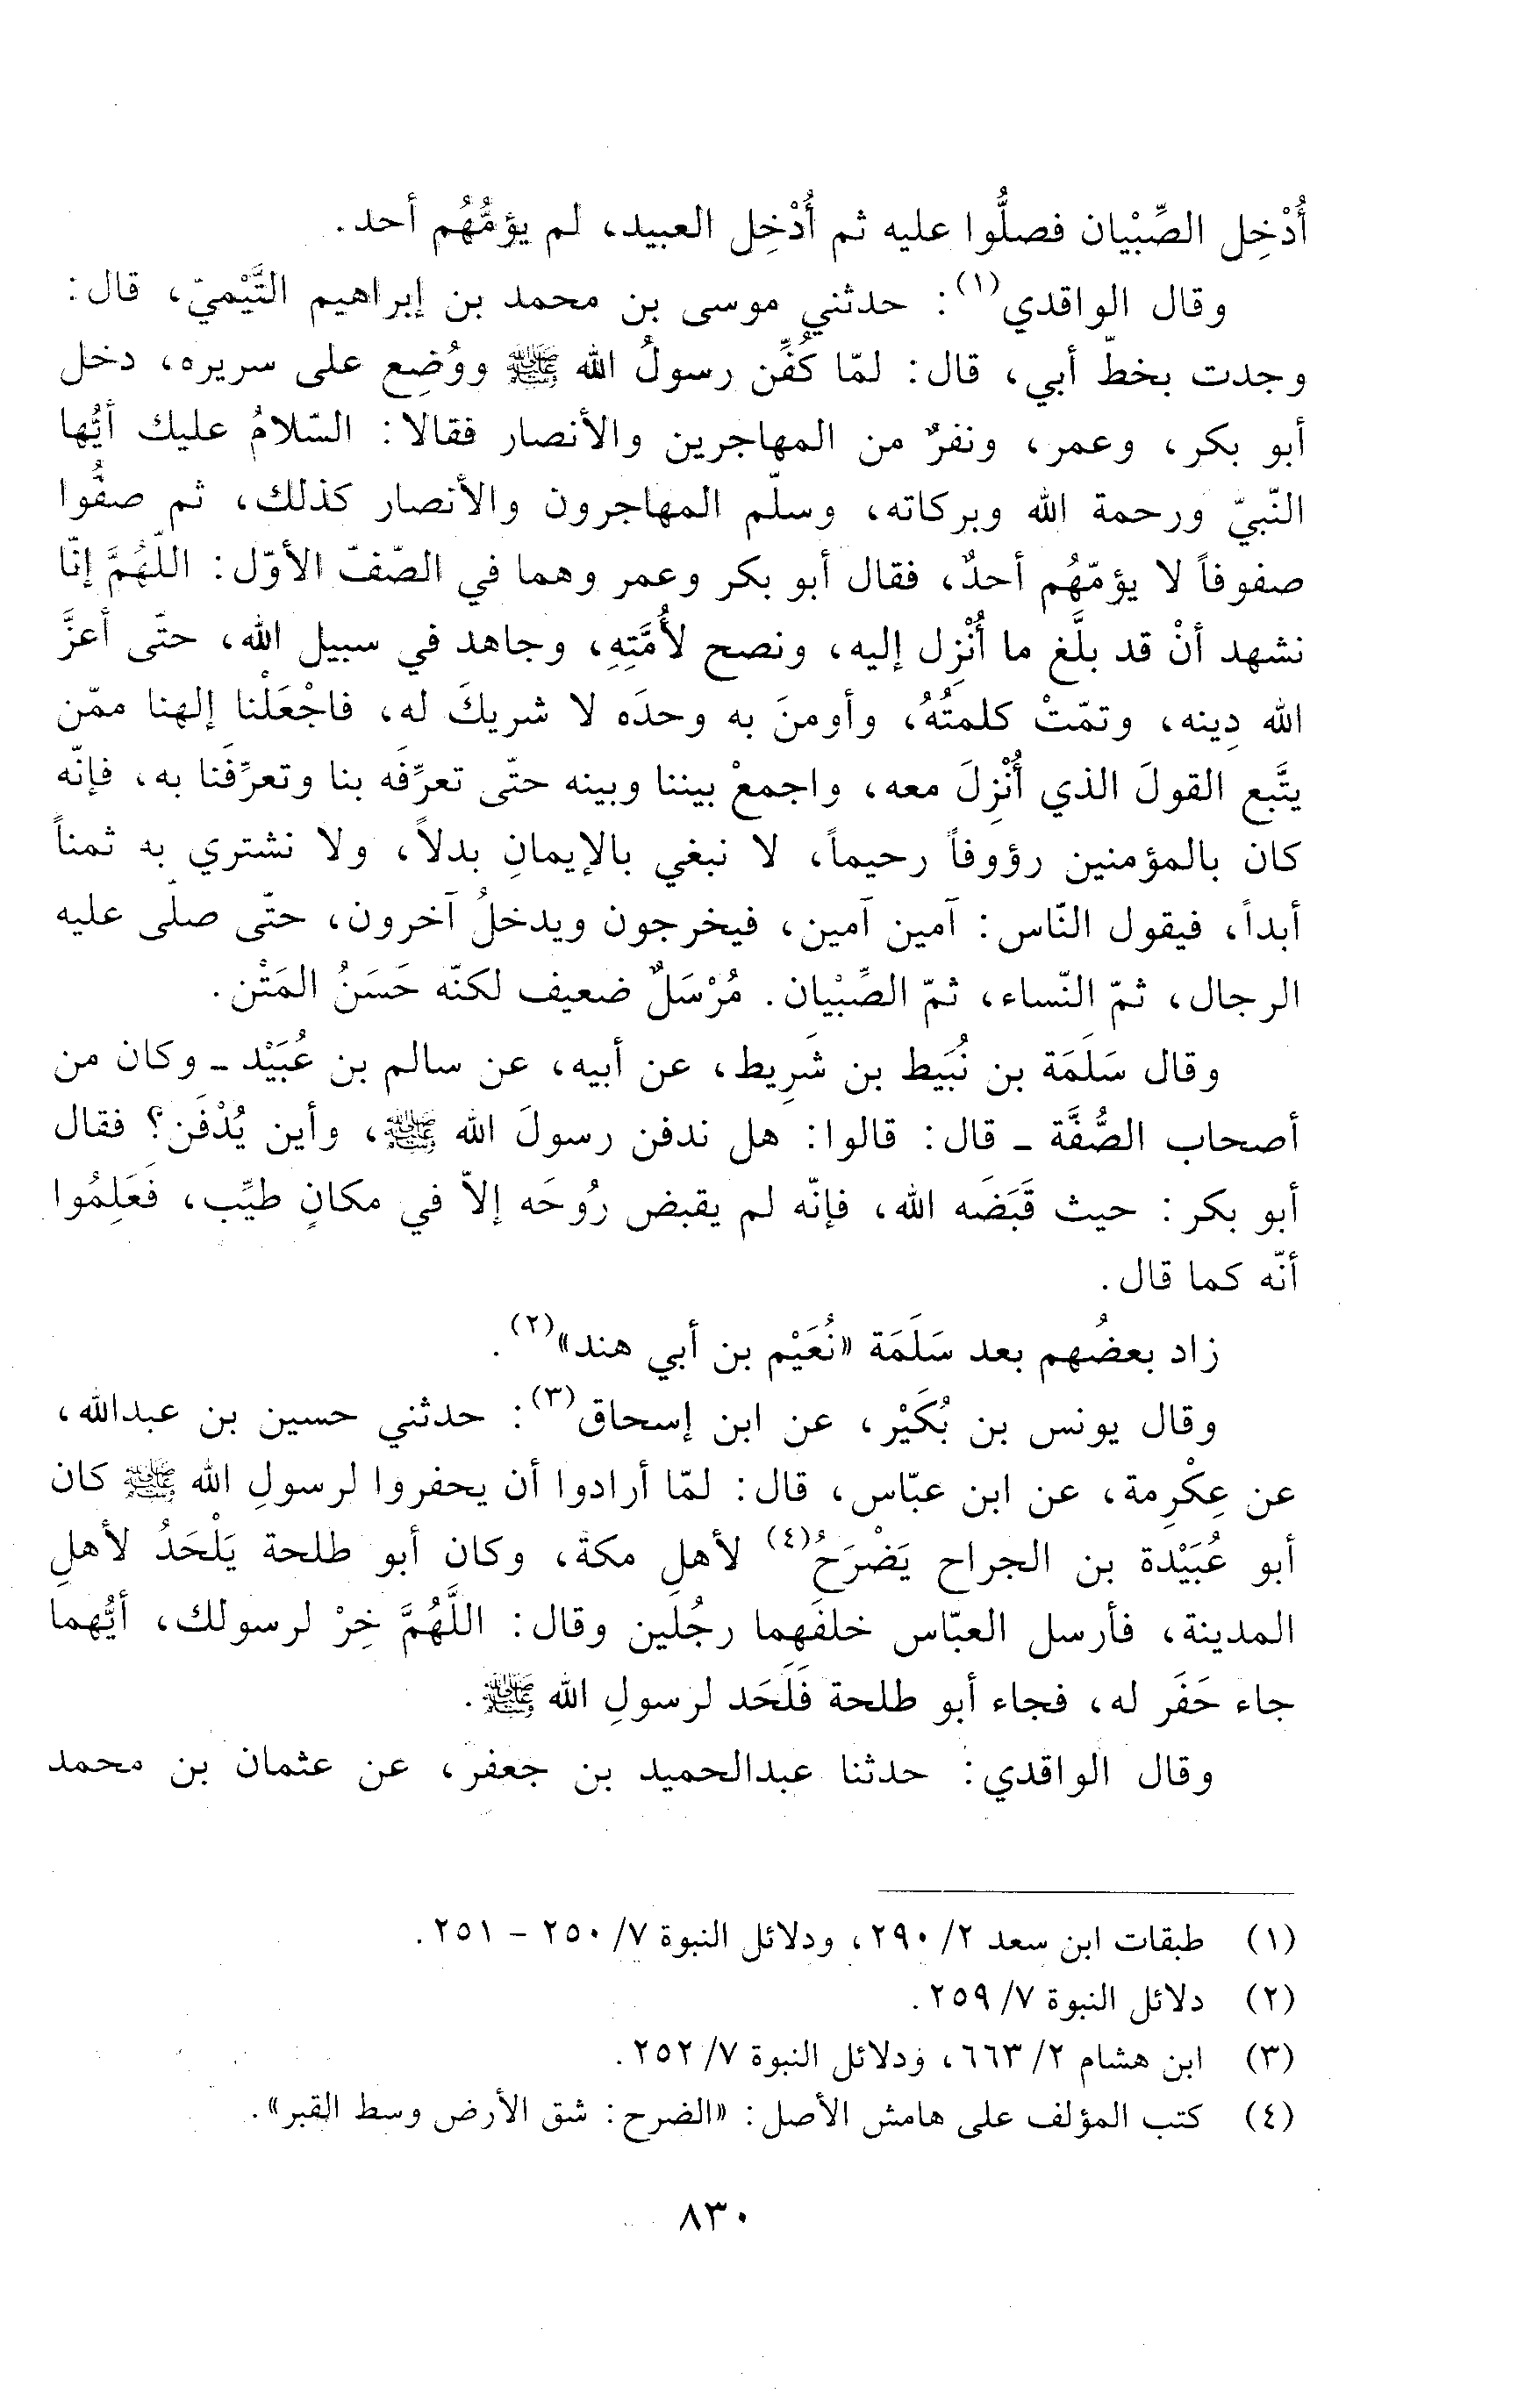 أُدْخِل الصِّبْيان فصلُّوا عليه ثم أُدْخِل العبيد، لم يؤمُّهُم أحد.
وقال الواقدي(١): حدثني موسى بن محمد بن إبراهيم التَّيْميّ، قال:
وجدت بخطّ أبي، قال: لمّا كُفِّن رسولُ الله ﷺ ووُضِع على سريره، دخل
أبو بكر، وعمر، ونفرٌ من المهاجرين والأنصار فقالا: السّلامُ عليك أيُّها
النّبيّ ورحمة الله وبركاته، وسلّم المهاجرون والأنصار كذلك، ثم صفُّوا
صفوفاً لا يؤمّهُم أحدٌ، فقال أبو بكر وعمر وهما في الصّفّ الأوّل: اللّهُمَّ إنّا
نشهد أنْ قد بلَّغ ما أُنْزِل إليه، ونصح لأُمَّتِهِ، وجاهد في سبيل الله، حتّى أعزَّ
الله دِينه، وتمّتْ كلمتُهُ، وأومنَ به وحدَه لا شريكَ له، فاجْعَلْنا إلهنا ممّن
يتَّبع القولَ الذي أُنْزِلَ معه، واجمعْ بيننا وبينه حتّى تعرِّفَه بنا وتعرِّفَنا به، فإنّه
كان بالمؤمنين رؤوفاً رحيماً، لا نبغي بالإيمانِ بدلاً، ولا نشتري به ثمناً
أبداً، فيقول النّاس: آمين آمين، فيخرجون ويدخلُ آخرون، حتّى صلّى عليه
الرجال، ثمّ النّساء، ثمّ الصِّبْيان. مُرْسَلٌ ضعيف لكنّه حَسَنُ المَتْن.
وقال سَلَمَة بن نُبَيط بن شَرِيط، عن أبيه، عن سالم بن عُبَيْد - وكان من
أصحاب الصُّفَّة - قال: قالوا: هل ندفن رسولَ الله ﷺ، وأين يُدْفَن؟ فقال
أبو بكر: حيث قَبَضَه الله، فإنّه لم يقبض رُوحَه إلاّ في مكانٍ طيِّب، فَعَلِمُوا
أنّه كما قال.
زاد بعضُهم بعد سَلَمَة «نُعَيْم بن أبي هند»(٢).
وقال يونس بن بُكَيْر، عن ابن إسحاق(٣): حدثني حسين بن عبدالله،
عن عِكْرِمة، عن ابن عبّاس، قال: لمّا أرادوا أن يحفروا لرسولِ الله ﷺ كان
أبو عُبَيْدة بن الجراح يَضْرَحُ(٤) لأهلِ مكة، وكان أبو طلحة يَلْحَدُ لأهلِ
المدينة، فأرسل العبّاس خلفَهما رجُلَين وقال: اللَّهُمَّ خِرْ لرسولك، أيُّهما
جاء حَفَر له، فجاء أبو طلحة فَلَحَد لرسولِ الله ﷺ.
وقال الواقدي: حدثنا عبدالحميد بن جعفر، عن عثمان بن محمد
(١) طبقات ابن سعد ٢/ ٢٩٠، ودلائل النبوة ٧/ ٢٥٠ - ٢٥١.
(٢) دلائل النبوة ٧/ ٢٥٩.
(٣) ابن هشام ٢/ ٦٦٣، ودلائل النبوة ٧/ ٢٥٢.
(٤) كتب المؤلف على هامش الأصل: «الضرح: شق الأرض وسط القبر».
٨٣٠